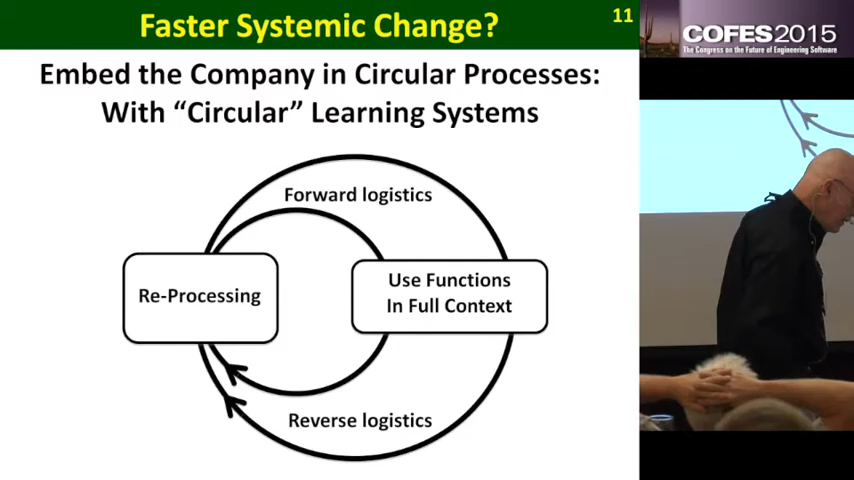 Faster Systemic Change?
11
Embed the Company in Circular Processes:
With “Circular” Learning Systems
Forward logistics
Re-Processing
Use Functions
In Full Context
Reverse logistics
COFES2015
The Congress on the Future of Engineering Software